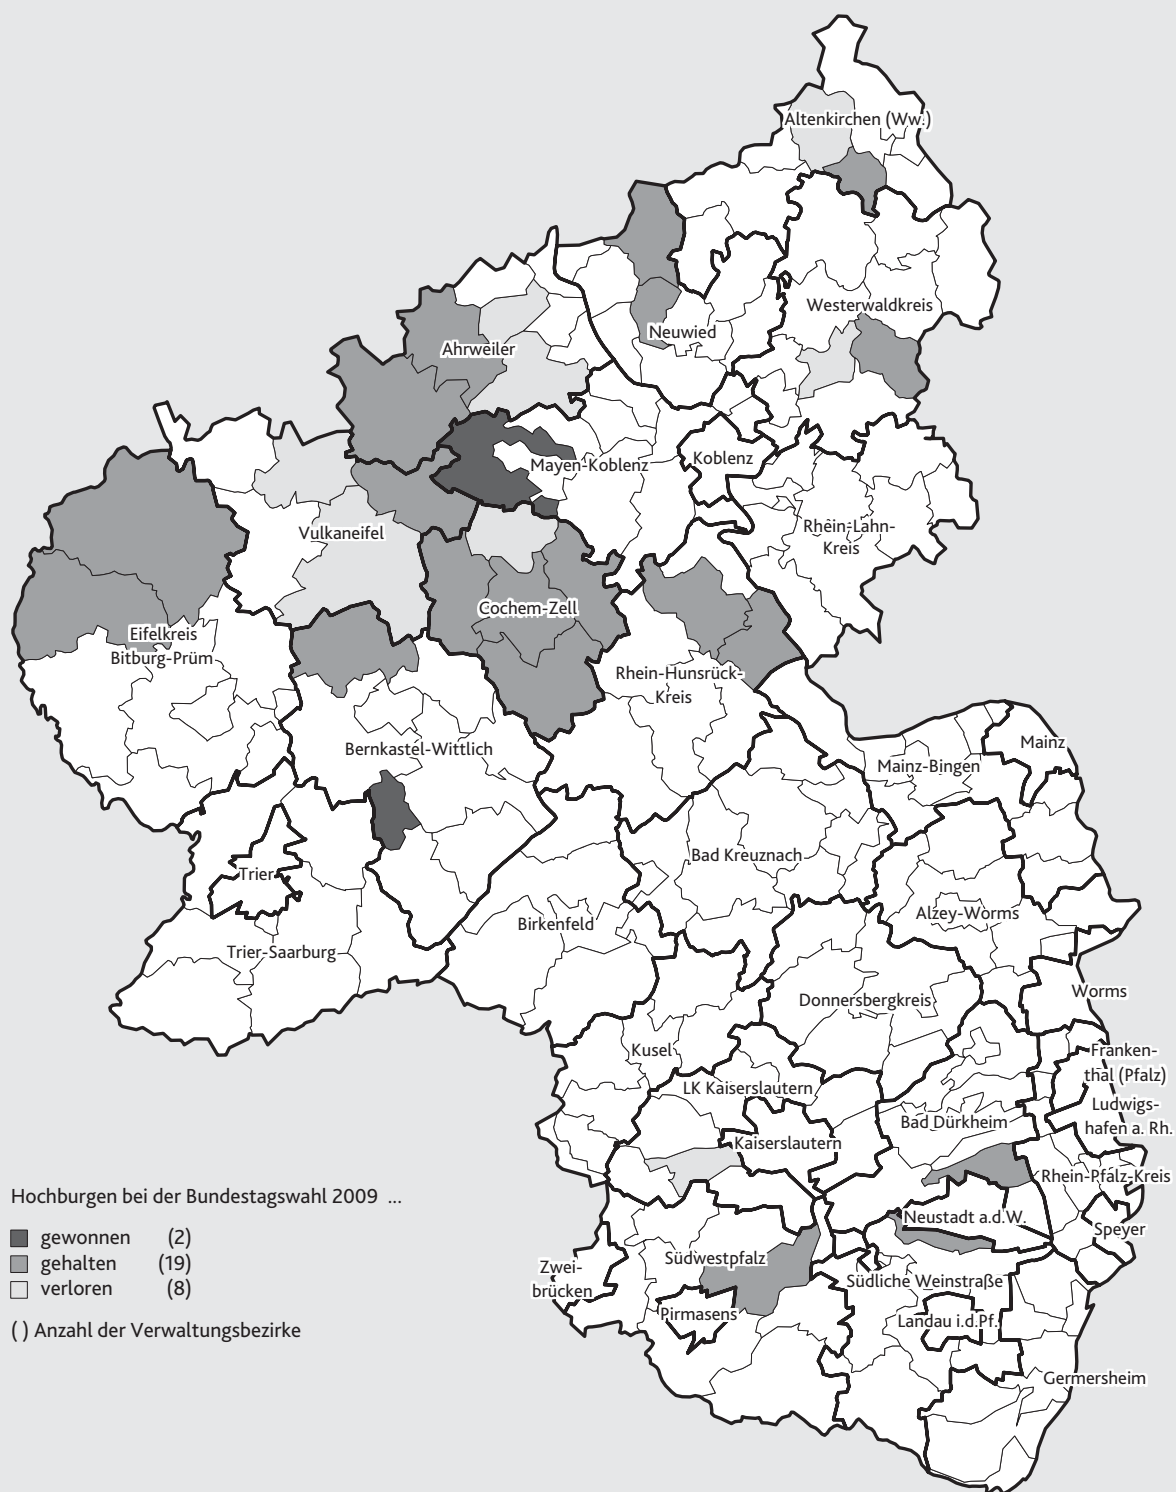 Altenkirchen (Ww.)
Westerwaldkreis
Neuwied
Ahrweiler
Mayen-Koblenz
Koblenz
Vulkaneifel
Rhein-Lahn-
Kreis
Cochem-Zell
Eifelkreis
Bitburg-Prüm
Rhein-Hunsrück-
Kreis
Bernkastel-Wittlich
Mainz
Mainz-Bingen
Bad Kreuznach
Trier
Alzey-Worms
Birkenfeld
Trier-Saarburg
Worms
Donnersbergkreis
Kusel
Franken-
thal (Pfalz)
LK Kaiserslautern
Ludwigs-
hafen a. Rh.
Bad Dürkheim
Kaiserslautern
Rhein-Pfalz-Kreis
Neustadt a.d.W.
Speyer
Südwestpfalz
Zwei-
brücken
Südliche Weinstraße
Pirmasens
Landau i.d.Pf.
Germersheim
Hochburgen bei der Bundestagswahl 2009 ...
gewonnen (2)
gehalten (19)
verloren (8)
( ) Anzahl der Verwaltungsbezirke